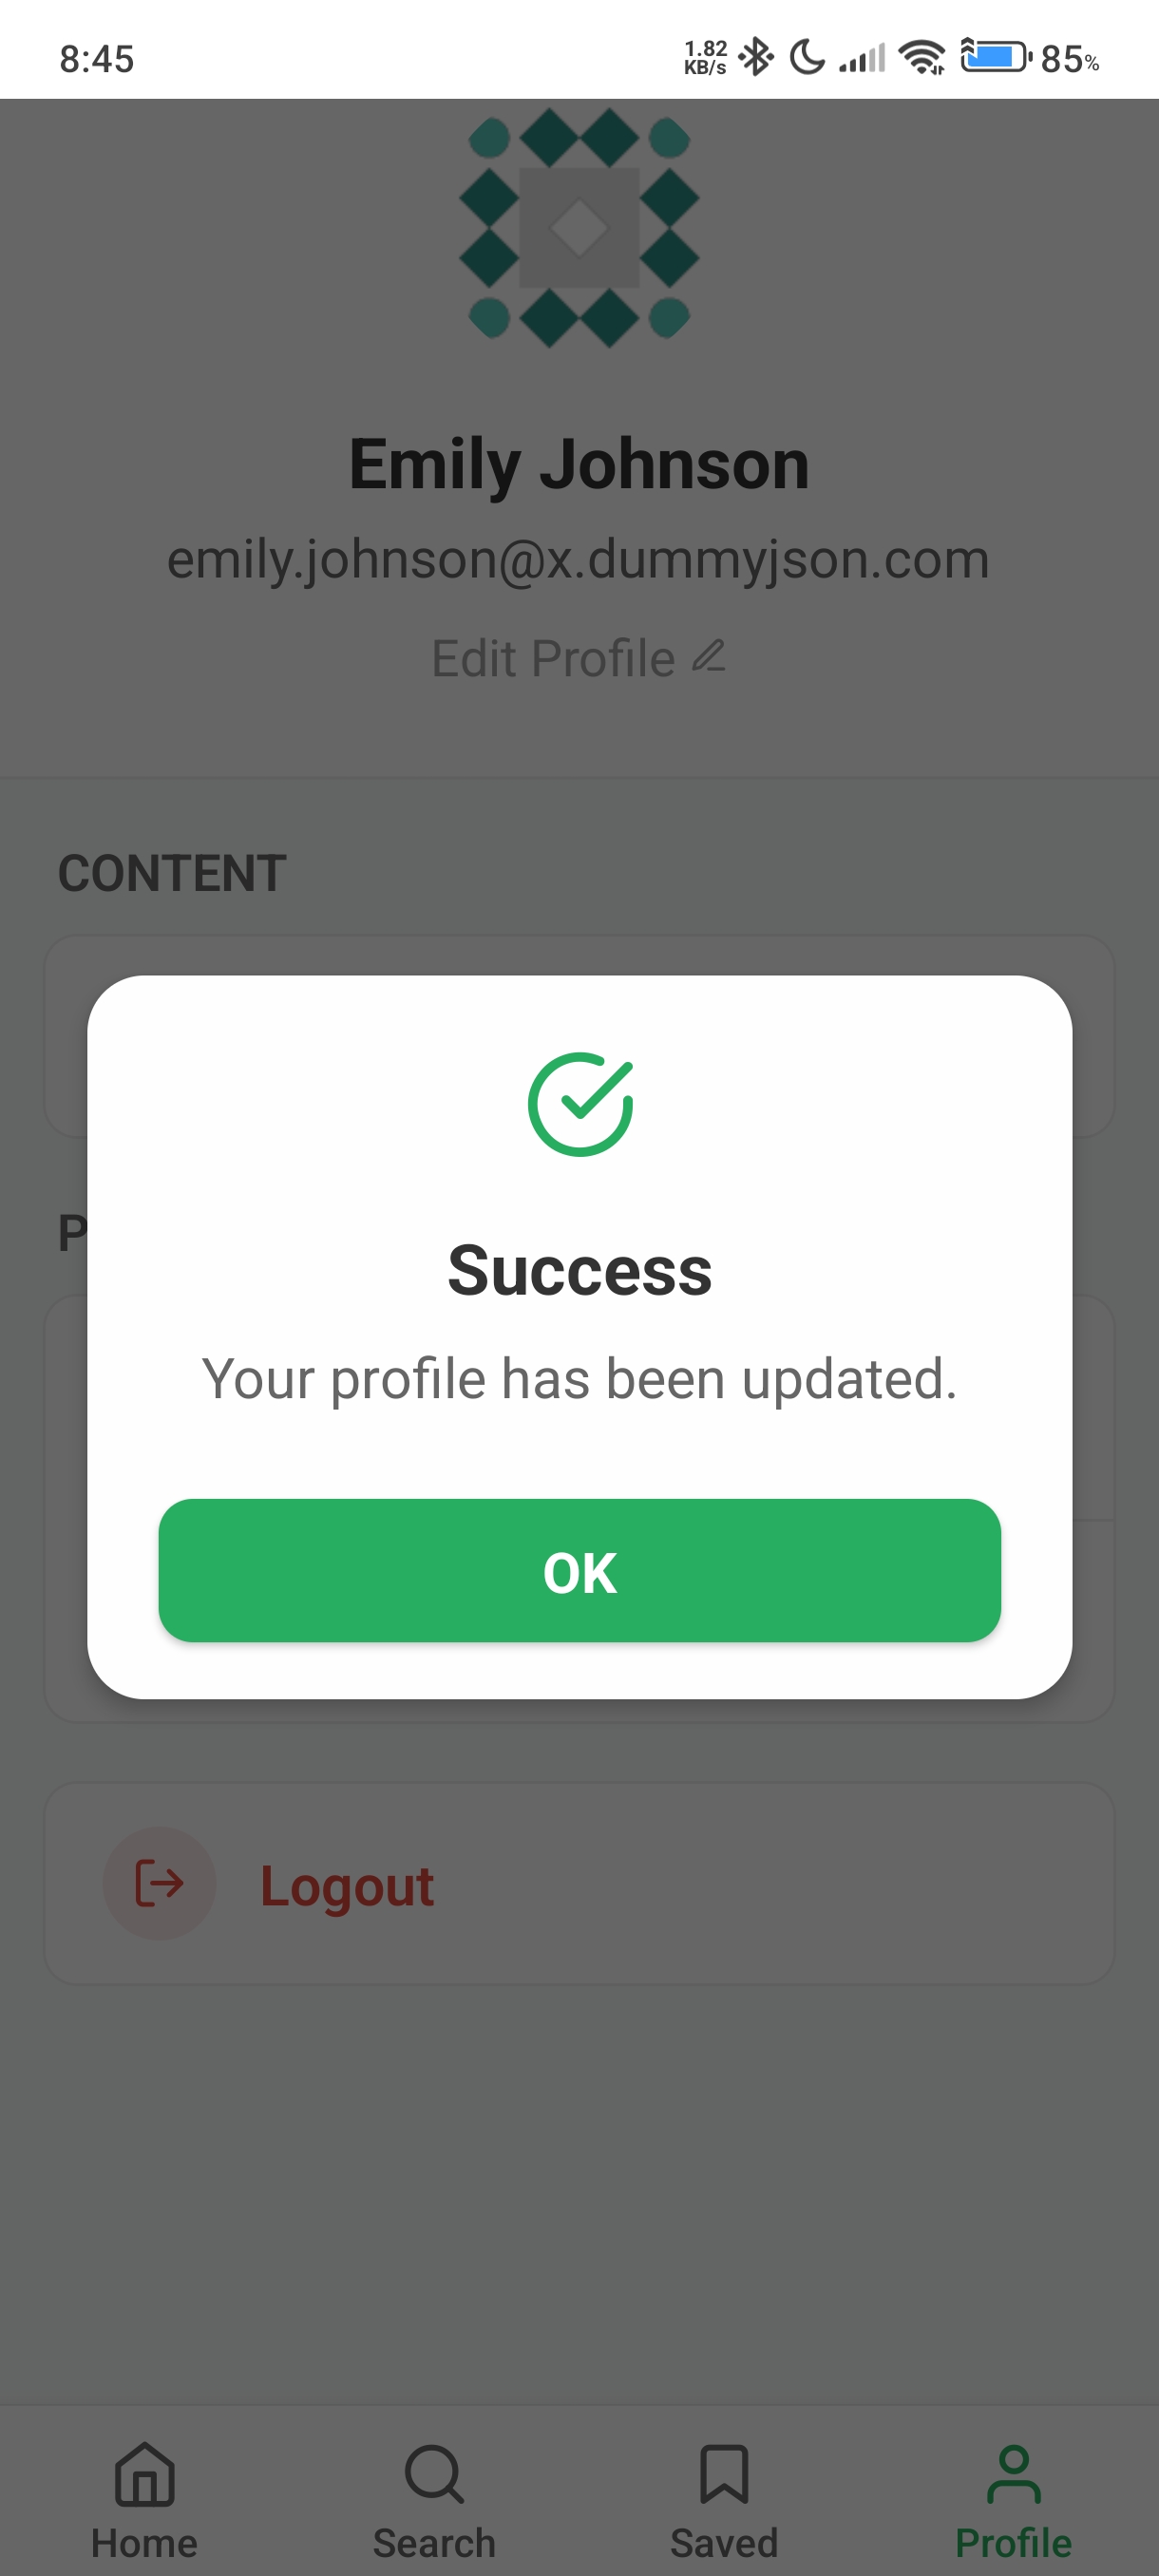 8:45
1.82
KB/s
85%
Emily Johnson
emily.johnson@x.dummyjson.com
Edit Profile
CONTENT
P
Success
Your profile has been updated.
OK
Logout
Home
Search
Saved
Profile